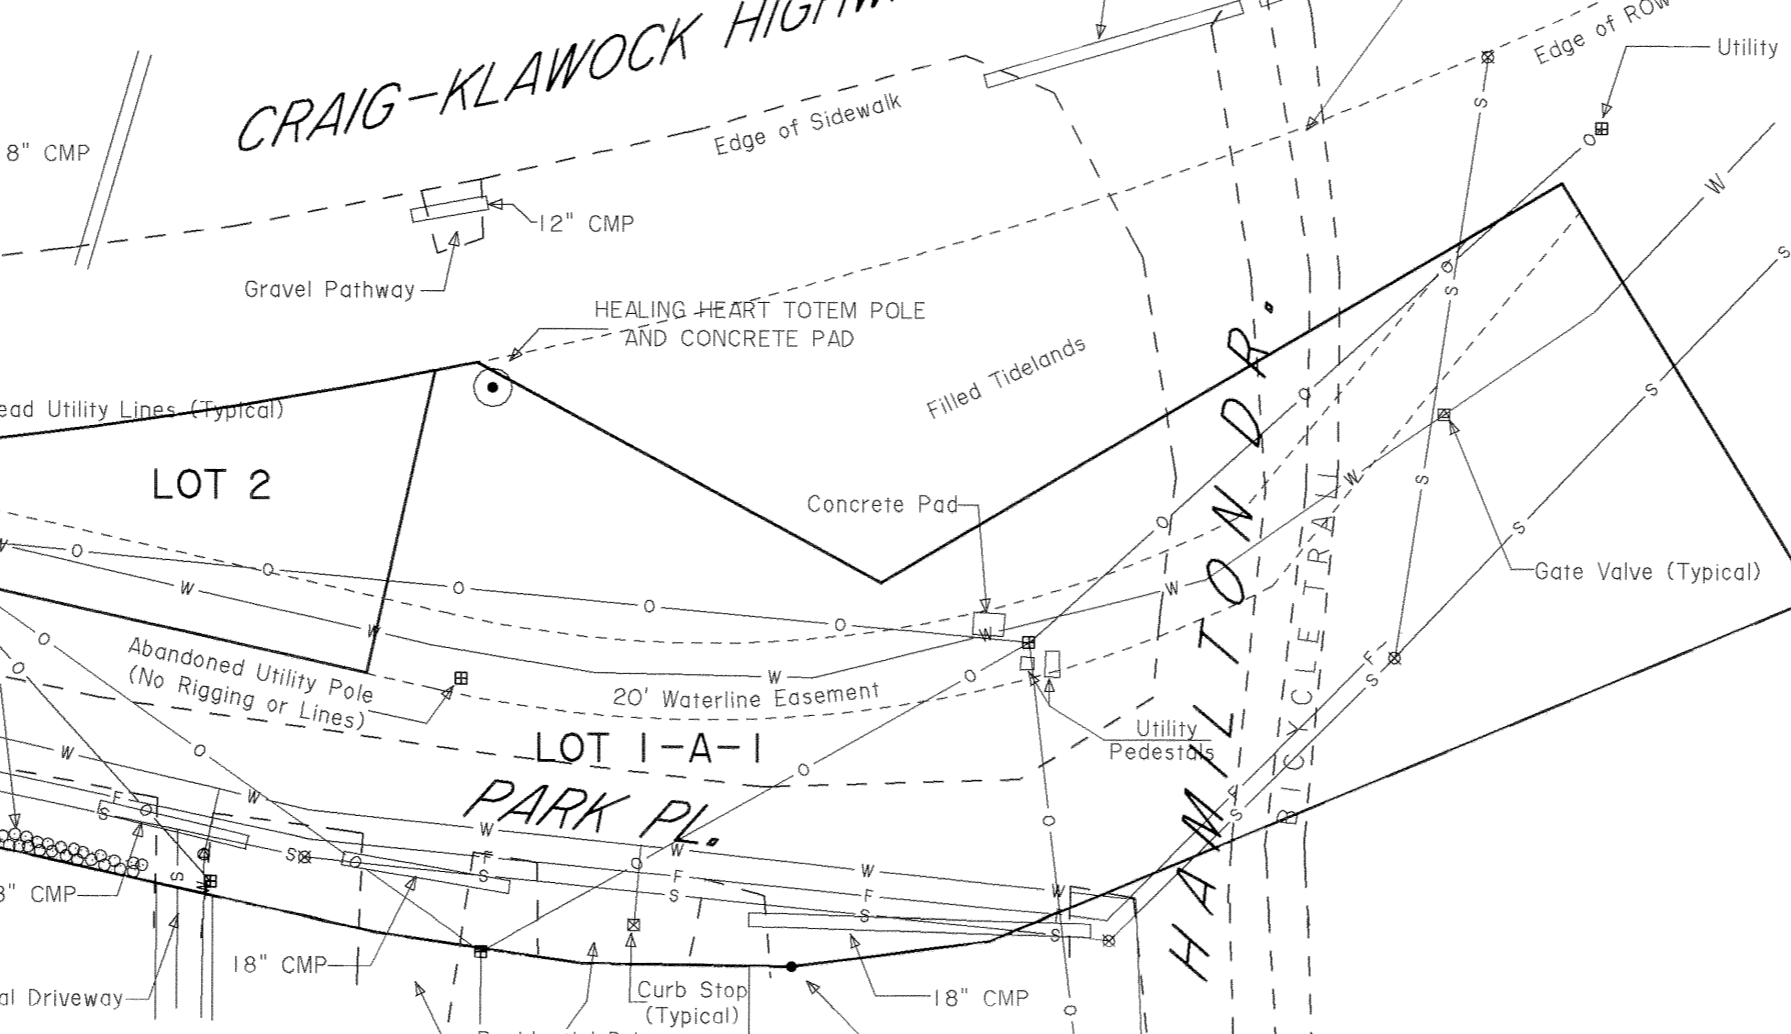 CRAIG-KLAWOCK
Edge of ROW
Utility
8" CMP
Edge of Sidewalk
12" CMP
Gravel Pathway
HEALING HEART TOTEM POLE
AND CONCRETE PAD
Filled Tidelands
ead Utility Lines (Typical)
LOT 2
Concrete Pad
HAMILTON DR.
BICYCLE TRAIL
Gate Valve (Typical)
Abandoned Utility Pole
(No Rigging or Lines)
20' Waterline Easement
Utility
Pedestals
LOT 1-A-1
PARK PL.
8" CMP
18" CMP
al Driveway
Curb Stop
(Typical)
18" CMP